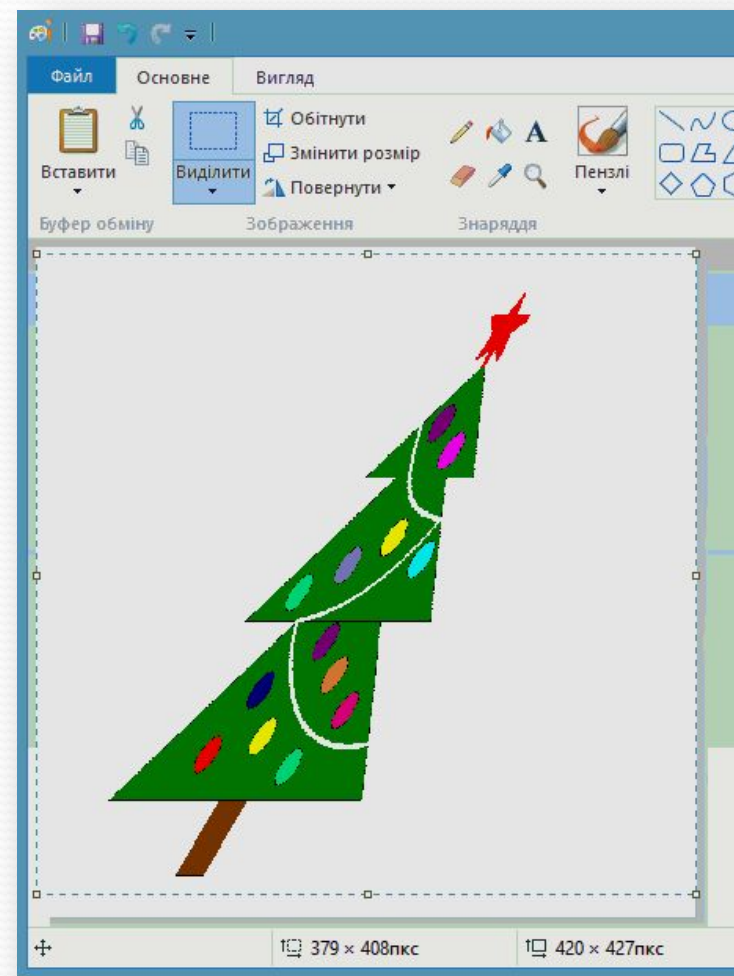 Файл Основне Вигляд
Вставити
Виділити
Обітнути
Змінити розмір
Повернути
A
Пензлі
Буфер обміну Зображення Знаряддя
379 × 408пкс 420 × 427пкс